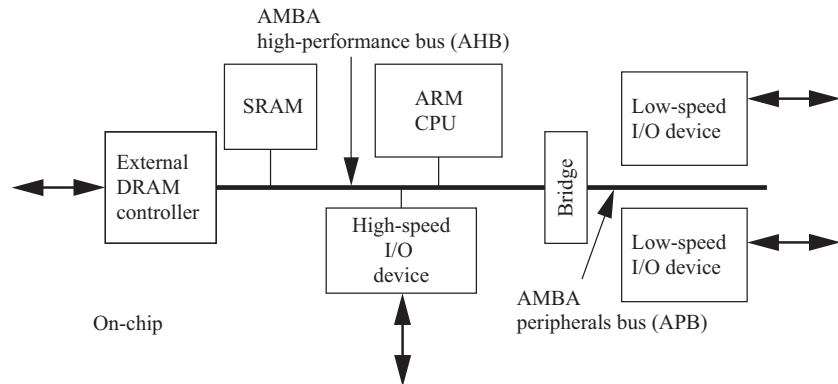 AMBA
high-performance bus (AHB)
SRAM
ARM
CPU
Low-speed
I/O device
External
DRAM
controller
Bridge
High-speed
I/O
device
Low-speed
I/O device
On-chip
AMBA
peripherals bus (APB)